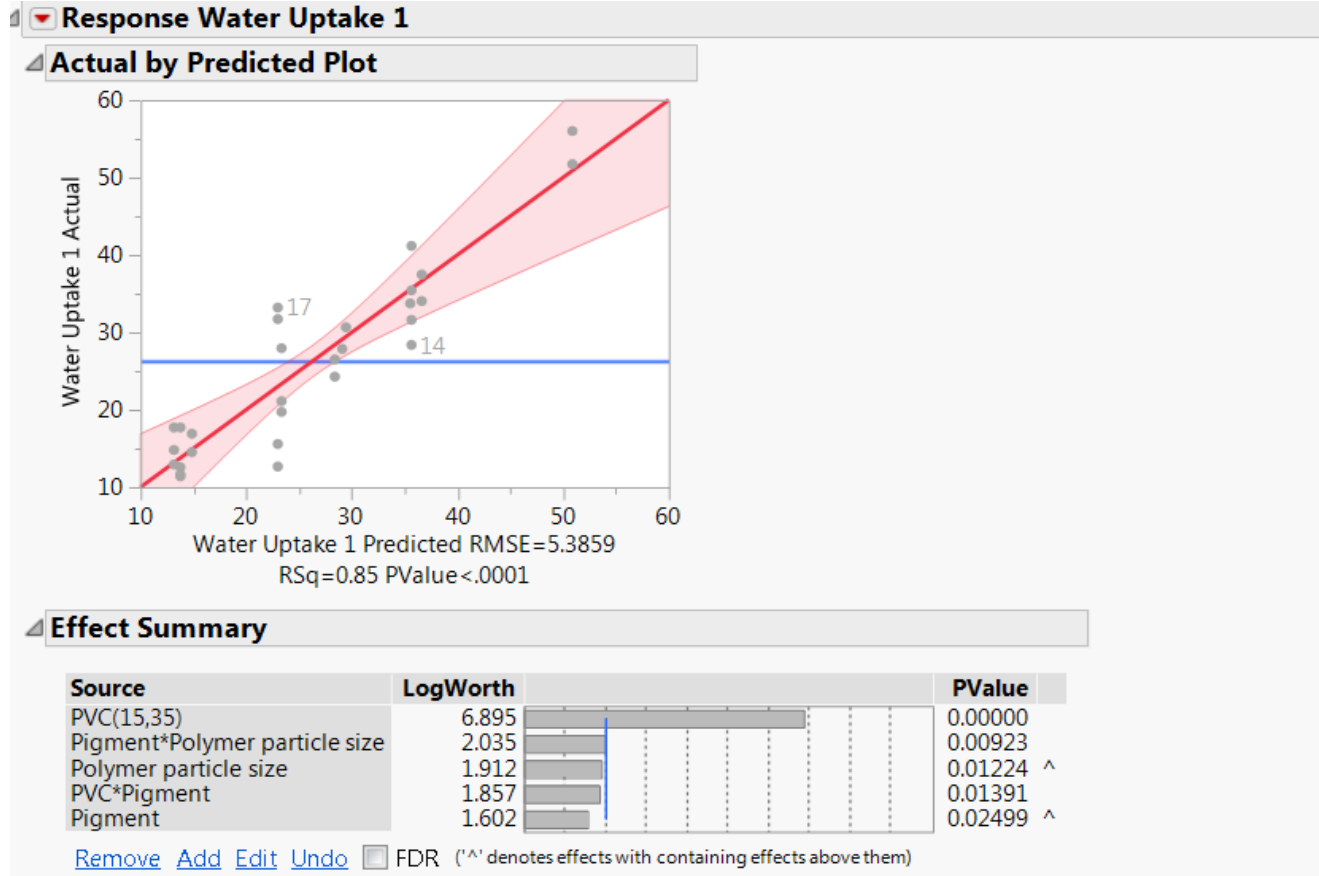 Response Water Uptake 1
Actual by Predicted Plot
60
50
40
30
20
10
Water Uptake 1 Actual
17
14
10 20 30 40 50 60
Water Uptake 1 Predicted RMSE=5.3859
RSq=0.85 PValue<.0001
Effect Summary
Source LogWorth PValue
PVC(15,35) 6.895 0.00000
Pigment*Polymer particle size 2.035 0.00923
Polymer particle size 1.912 0.01224 ^
PVC*Pigment 1.857 0.01391
Pigment 1.602 0.02499 ^
Remove Add Edit Undo FDR ('^' denotes effects with containing effects above them)